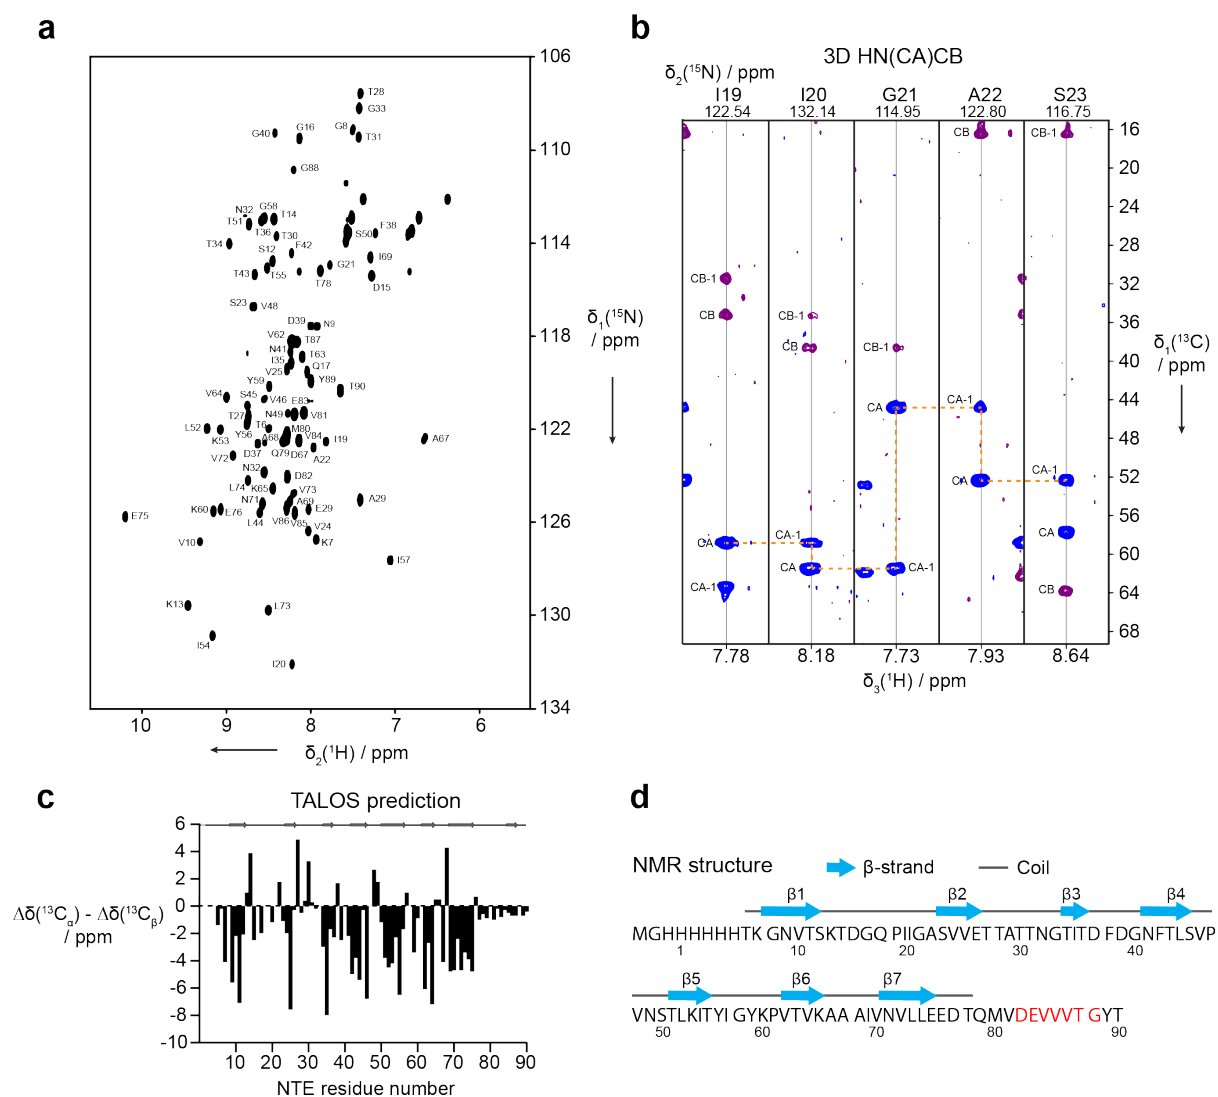 a
106
110
114
118
122
126
130
134
δ1(15N)
/ ppm
10 9 8 7 6
δ2(1H) / ppm
T28
G33
G8
T31
G40
G16
G88
N32
G58
T14
T51
T36
T30
S50
F38
T34
F42
S12
I69
T43
T55
G21
T78
D15
S23
V48
D39
N9
V62
T87
N41
T63
I35
Q17
V25
Y89
Y59
T90
V64
S45
V46
E83
T27
N49
V81
Y56
T6
M80
L52
K53
A68
V84
I19
A67
D37
Q79
D67
A22
V72
N32
D82
L74
K65
V73
A29
N71
A69
K60
E76
E29
E75
L44
V86
V85
V24
V10
K7
I57
K13
L73
I54
I20
b
3D HN(CA)CB
δ2(15N) / ppm
I19 I20 G21 A22 S23
122.54 132.14 114.95 122.80 116.75
CB CB-1
CB-1
CB CB-1
CB CB-1
CA CA-1
CA CA-1
CA CA-1
CA CA-1
CA-1 CB
16
20
24
28
32
36
40
44
48
52
56
60
64
68
δ1(13C)
/ ppm
7.78 8.18 7.73 7.93 8.64
δ3(1H) / ppm
c
TALOS prediction
6
4
2
0
-2
-4
-6
-8
-10
Δδ(13Cα) - Δδ(13Cβ)
/ ppm
10 20 30 40 50 60 70 80 90
NTE residue number
d
NMR structure β-strand Coil
β1 β2 β3 β4
MGHHHHHHTK GNVTSKTDGQ PIIGASVVET TATTNGTITD FDGNFTLSVP
1 10 20 30 40
β5 β6 β7
VNSTLKITYI GYKPVTVKAA AIVNVLLEED TQMVDEVVVT GYT
50 60 70 80 90